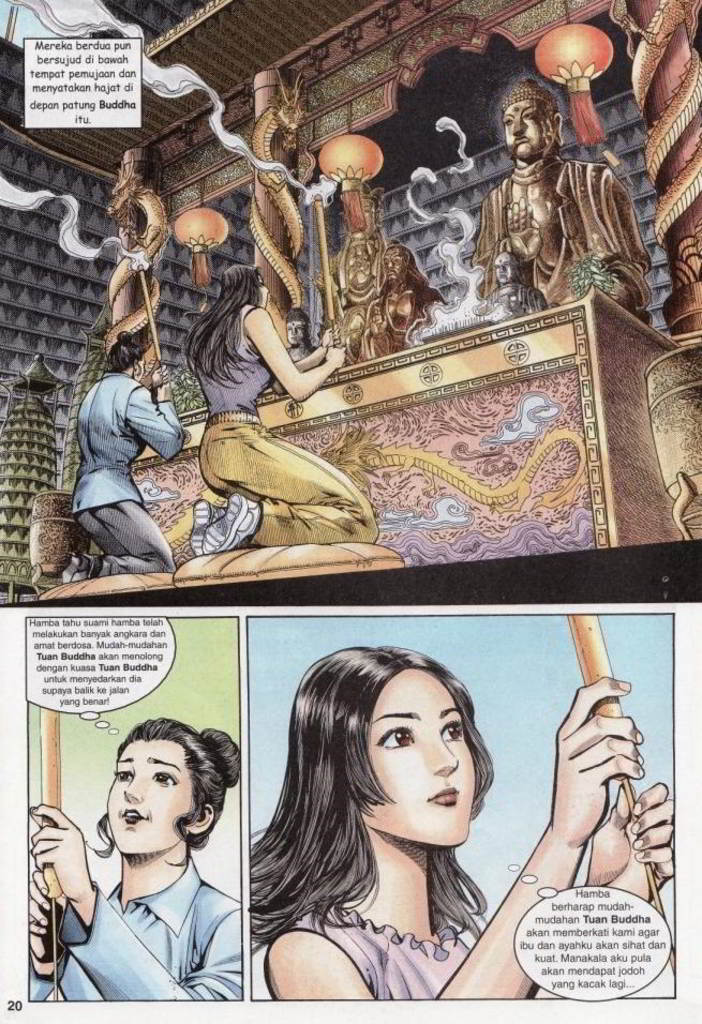 Mereka berdua pun
bersujud di bawah
tempat pemujaan dan
menyatakan hajat di
depan patung Buddha
itu.
Hamba tahu suami hamba telah
melakukan banyak angkara dan
amat berdosa. Mudah-mudahan
Tuan Buddha akan menolong
dengan kuasa Tuan Buddha
untuk menyedarkan dia
supaya balik ke jalan
yang benar!
Hamba
berharap mudah-
mudahan Tuan Buddha
akan memberkati kami agar
ibu dan ayahku akan sihat dan
kuat. Manakala aku pula
akan mendapat jodoh
yang kacak lagi...
20